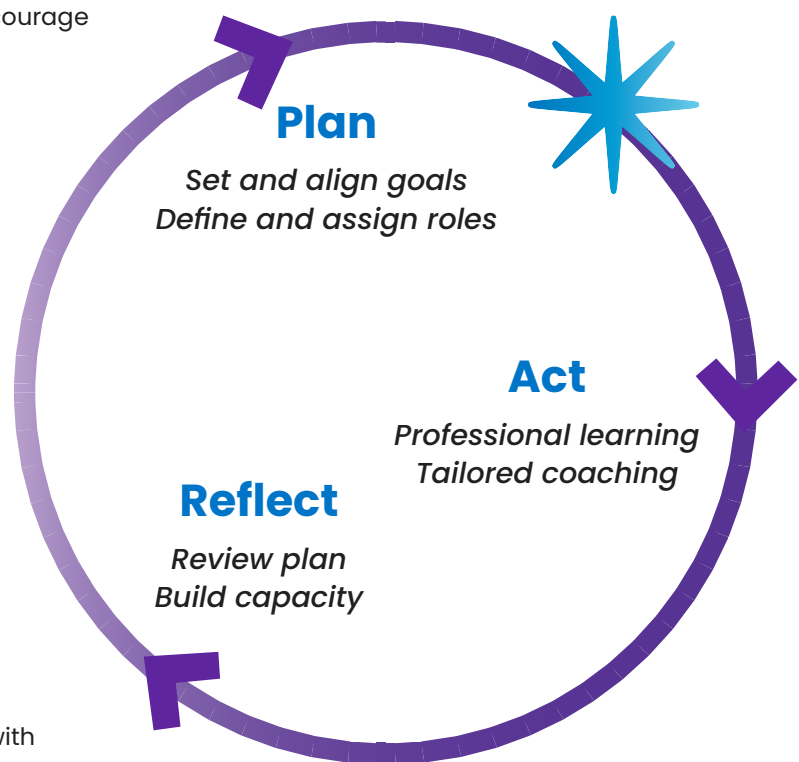 ourage
Plan
Set and align goals
Define and assign roles
Act
Professional learning
Tailored coaching
Reflect
Review plan
Build capacity
with